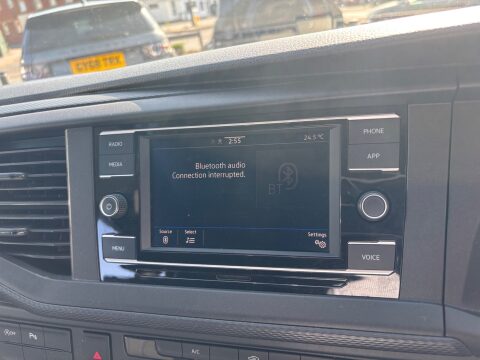 RADIO
MEDIA
MENU
2:55
24.5 °C
Bluetooth audio
Connection interrupted.
BT
Source
Select
Settings
PHONE
APP
VOICE
A/C